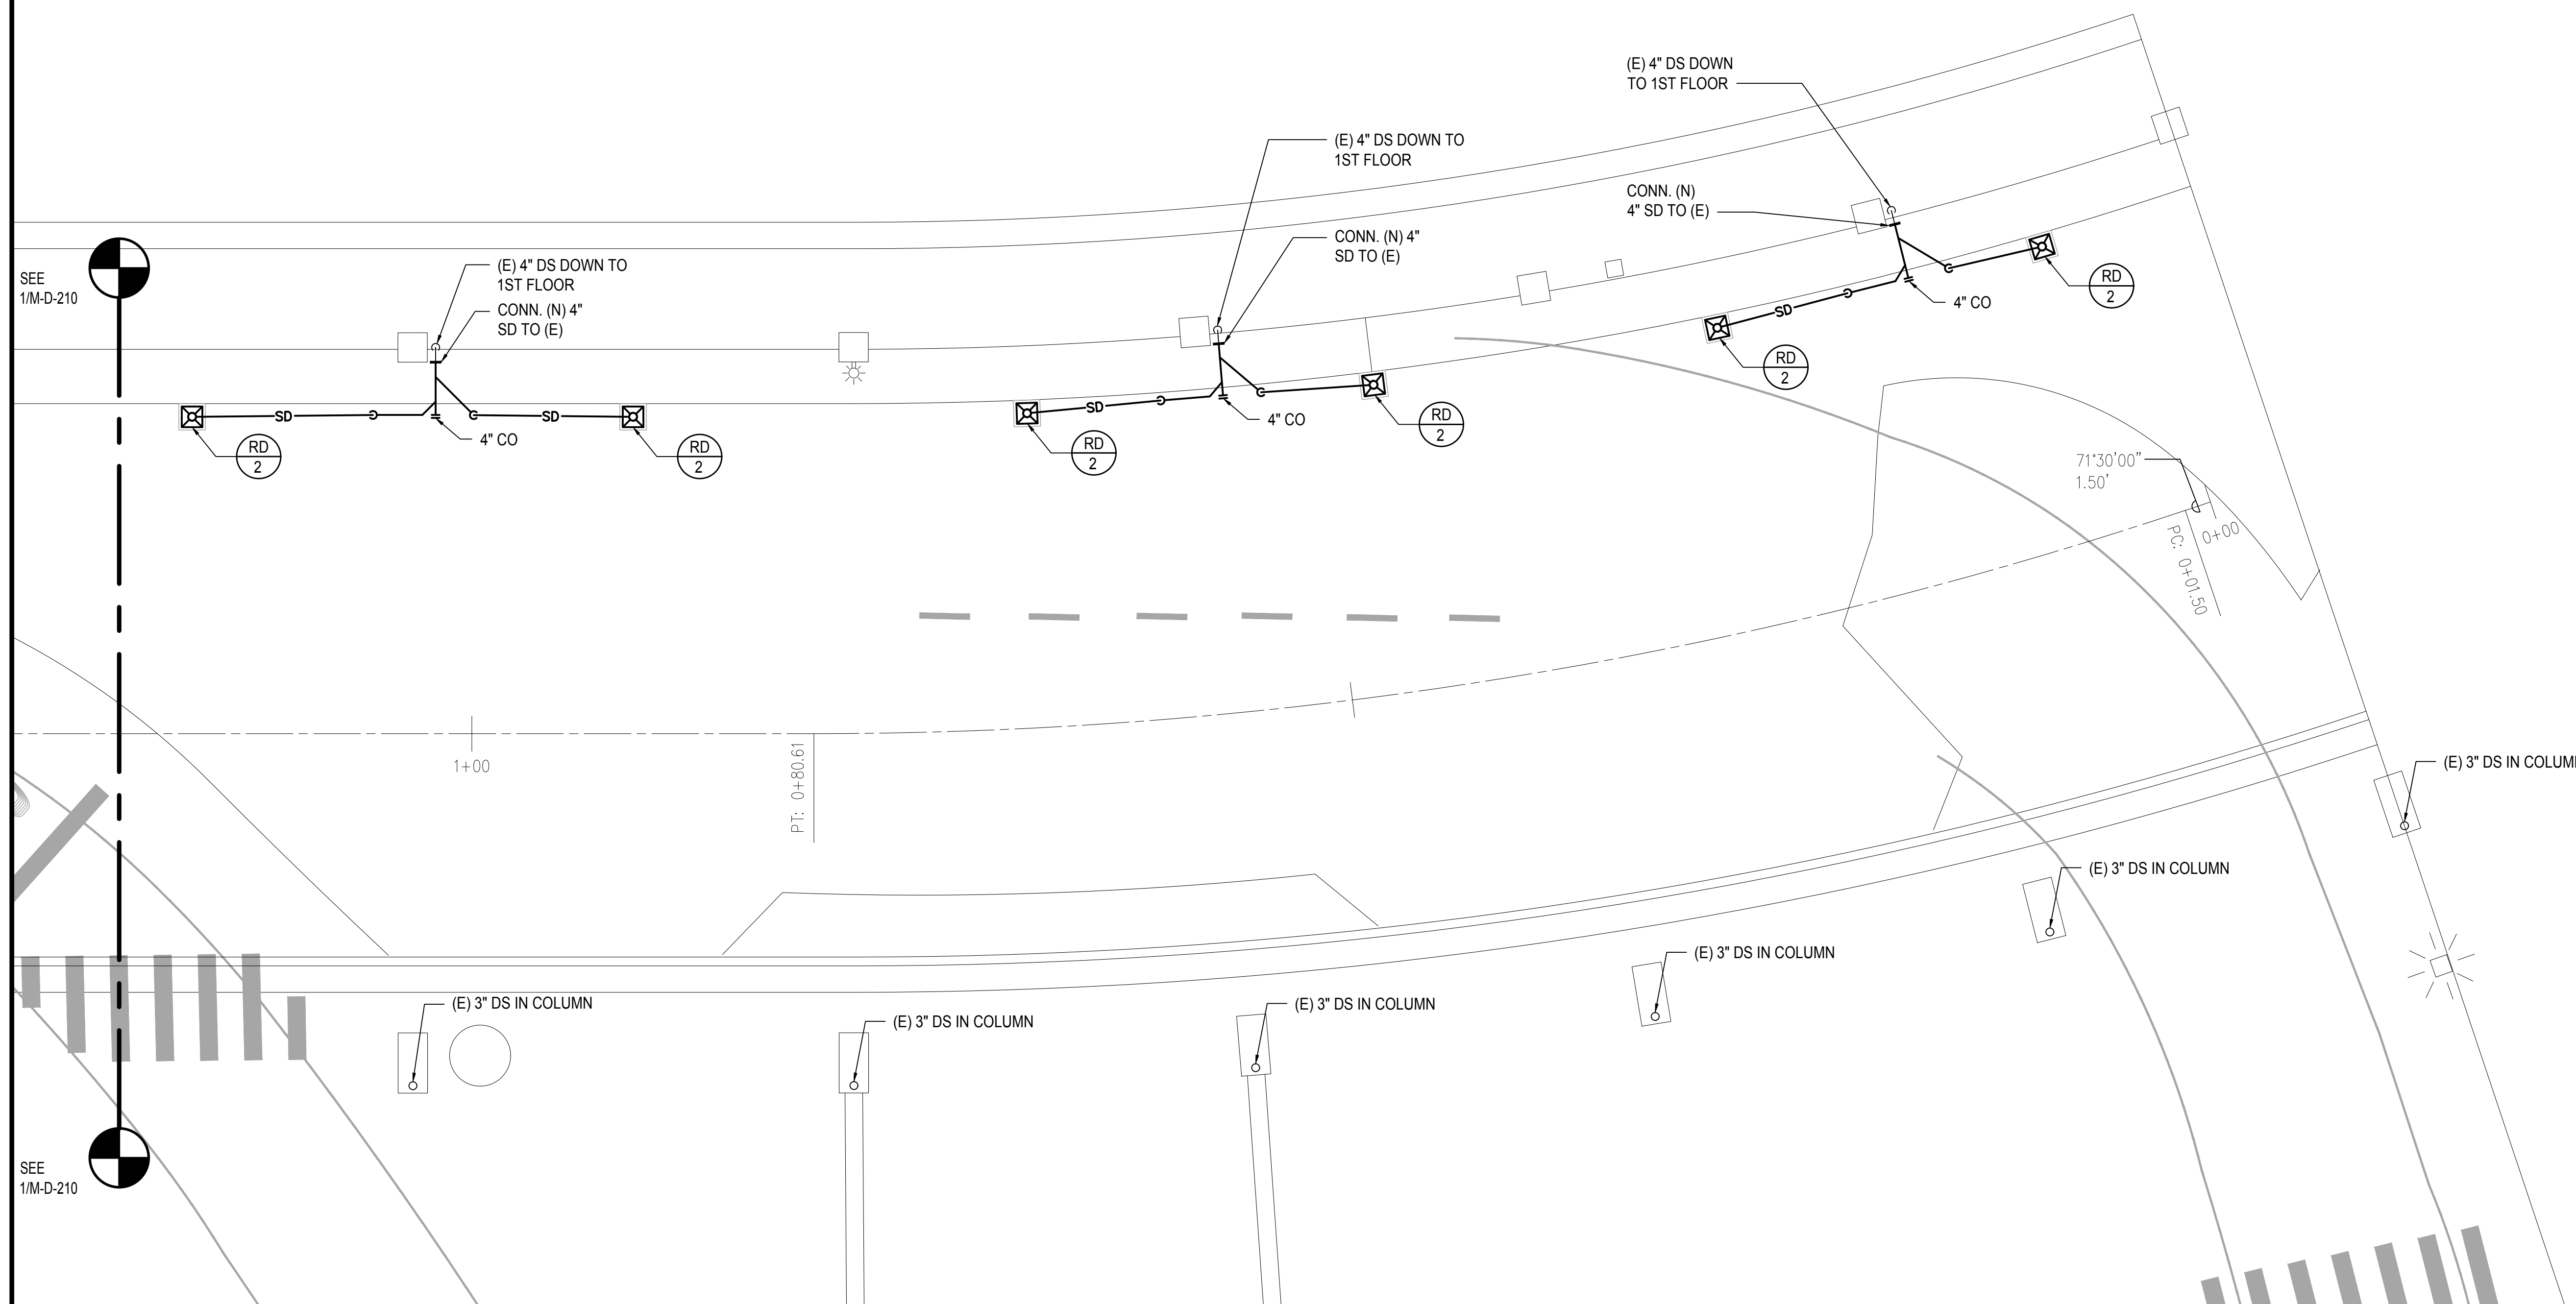 (E) 4" DS DOWN
TO 1ST FLOOR
(E) 4" DS DOWN TO
1ST FLOOR
CONN. (N)
4" SD TO (E)
CONN. (N) 4"
SD TO (E)
SEE
1/M-D-210
(E) 4" DS DOWN TO
1ST FLOOR
CONN. (N) 4"
SD TO (E)
RD
2
4" CO
SD
RD
2
SD
SD
4" CO
RD
2
4" CO
RD
2
SD
RD
2
RD
2
71°30'00"
1.50'
0+00
PC: 0+01.50
1+00
PT: 0+80.61
(E) 3" DS IN COLUM
(E) 3" DS IN COLUMN
(E) 3" DS IN COLUMN
(E) 3" DS IN COLUMN
(E) 3" DS IN COLUMN
(E) 3" DS IN COLUMN
SEE
1/M-D-210